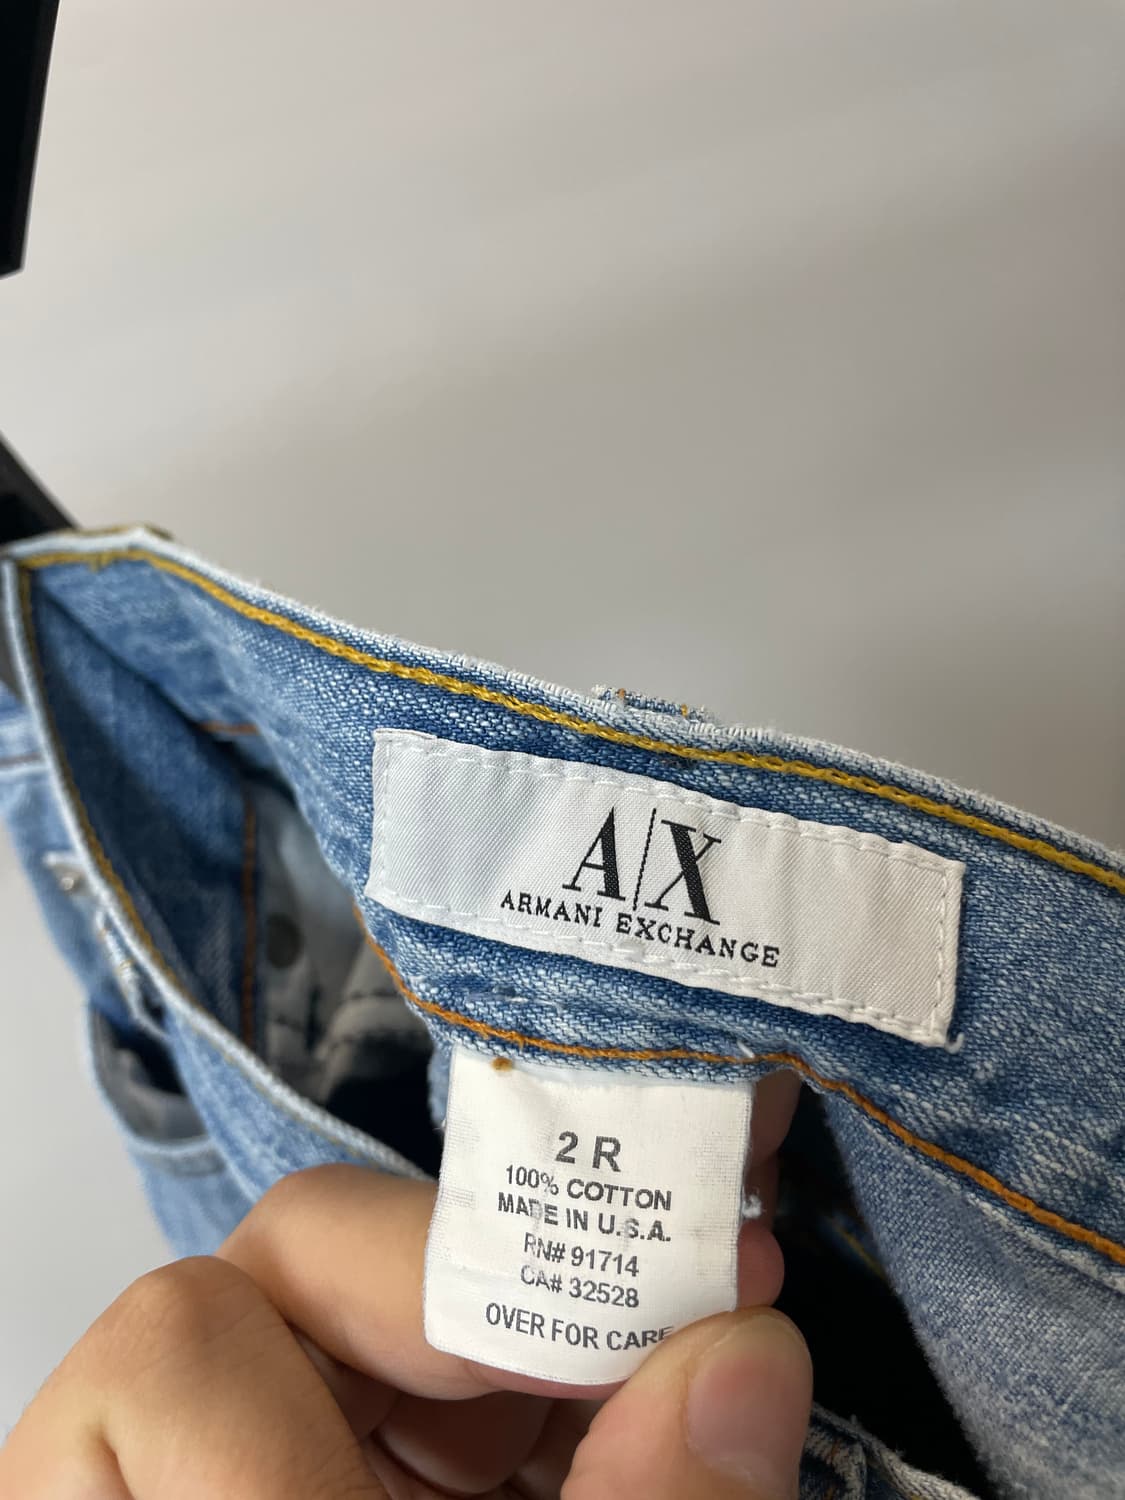 A|X
ARMANI EXCHANGE
2 R
100% COTTON
MADE IN U.S.A.
RN# 91714
CA# 32528
OVER FOR CARE